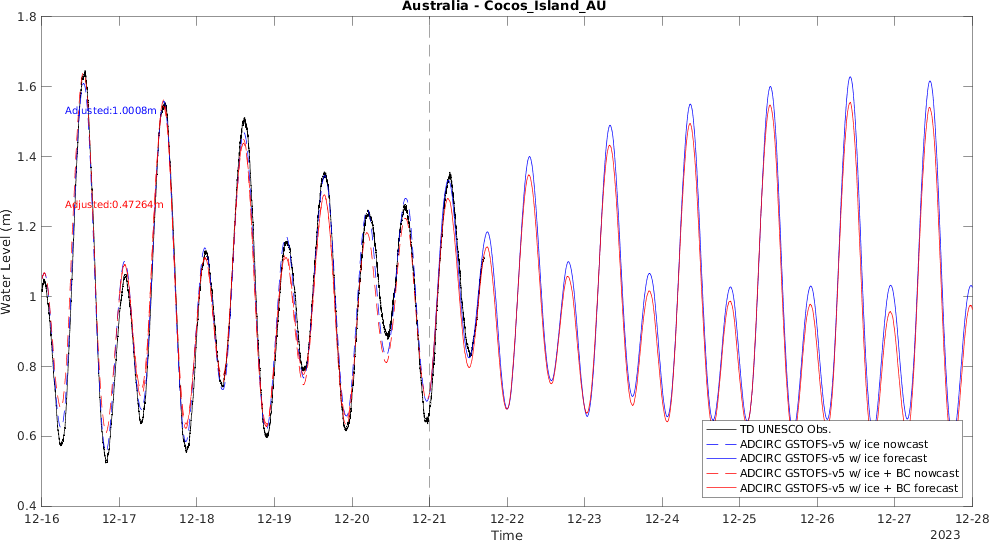 Australia - Cocos_Island_AU
1.8
1.6
1.4
1.2
1
0.8
0.6
0.4
Water Level (m)
Adjusted:1.0008m
Adjusted:0.47264m
TD UNESCO Obs.
ADCIRC GSTOFS-v5 w/ ice nowcast
ADCIRC GSTOFS-v5 w/ ice forecast
ADCIRC GSTOFS-v5 w/ ice + BC nowcast
ADCIRC GSTOFS-v5 w/ ice + BC forecast
12-16 12-17 12-18 12-19 12-20 12-21 12-22 12-23 12-24 12-25 12-26 12-27 12-28
Time
2023